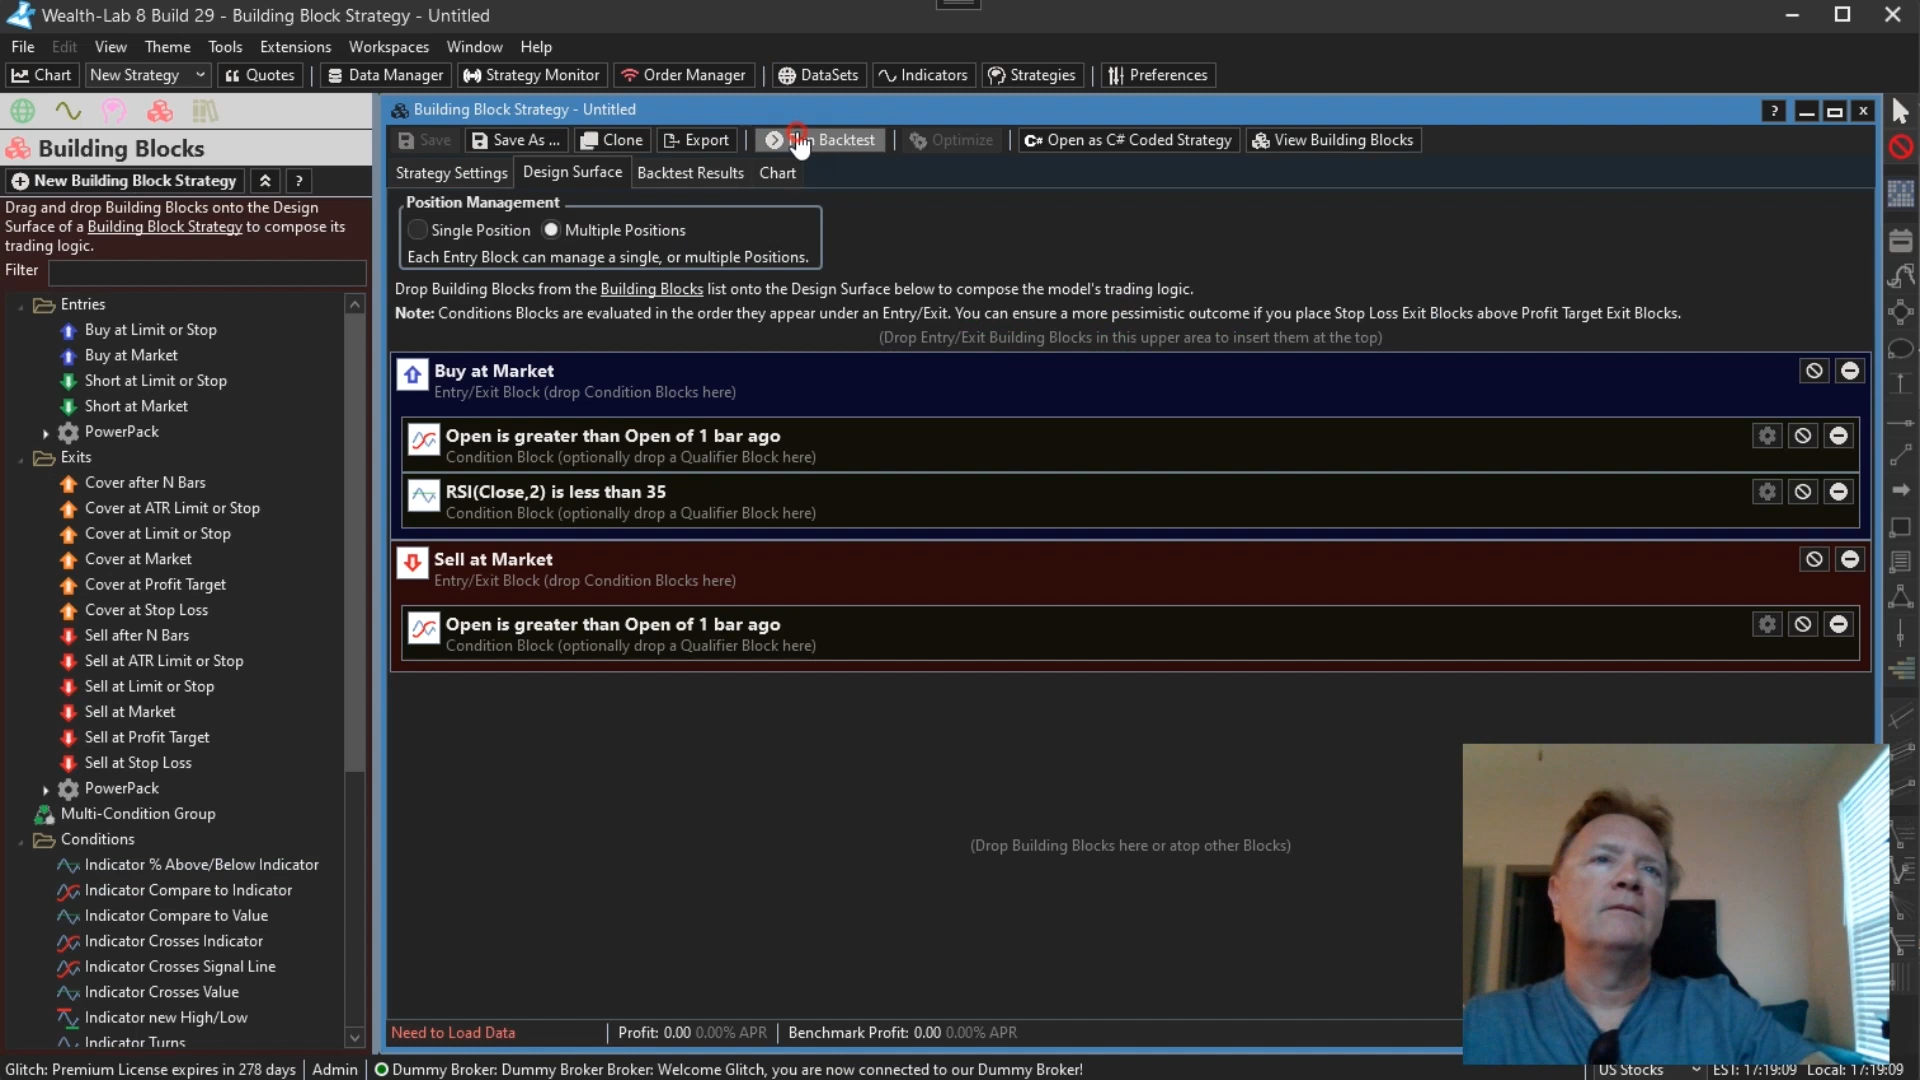 Wealth-Lab 8 Build 29 - Building Block Strategy - Untitled
File Edit View Theme Tools Extensions Workspaces Window Help
Chart New Strategy Quotes Data Manager Strategy Monitor Order Manager DataSets Indicators Strategies Preferences
Building Block Strategy - Untitled
Save Save As ... Clone Export Backtest Optimize C# Open as C# Coded Strategy View Building Blocks
Strategy Settings Design Surface Backtest Results Chart
Building Blocks
New Building Block Strategy ?
Drag and drop Building Blocks onto the Design
Surface of a Building Block Strategy to compose its
trading logic.
Filter
Entries
Buy at Limit or Stop
Buy at Market
Short at Limit or Stop
Short at Market
PowerPack
Exits
Cover after N Bars
Cover at ATR Limit or Stop
Cover at Limit or Stop
Cover at Market
Cover at Profit Target
Cover at Stop Loss
Sell after N Bars
Sell at ATR Limit or Stop
Sell at Limit or Stop
Sell at Market
Sell at Profit Target
Sell at Stop Loss
PowerPack
Multi-Condition Group
Conditions
Indicator % Above/Below Indicator
Indicator Compare to Indicator
Indicator Compare to Value
Indicator Crosses Indicator
Indicator Crosses Signal Line
Indicator Crosses Value
Indicator new High/Low
Indicator Turns
Position Management
Single Position Multiple Positions
Each Entry Block can manage a single, or multiple Positions.
Drop Building Blocks from the Building Blocks list onto the Design Surface below to compose the model's trading logic.
Note: Conditions Blocks are evaluated in the order they appear under an Entry/Exit. You can ensure a more pessimistic outcome if you place Stop Loss Exit Blocks above Profit Target Exit Blocks.
(Drop Entry/Exit Building Blocks in this upper area to insert them at the top)
Buy at Market
Entry/Exit Block (drop Condition Blocks here)
Open is greater than Open of 1 bar ago
Condition Block (optionally drop a Qualifier Block here)
RSI(Close,2) is less than 35
Condition Block (optionally drop a Qualifier Block here)
Sell at Market
Entry/Exit Block (drop Condition Blocks here)
Open is greater than Open of 1 bar ago
Condition Block (optionally drop a Qualifier Block here)
(Drop Building Blocks here or atop other Blocks)
Need to Load Data Profit: 0.00 0.00% APR Benchmark Profit: 0.00 0.00% APR
Glitch: Premium License expires in 278 days Admin Dummy Broker: Dummy Broker Broker: Welcome Glitch, you are now connected to our Dummy Broker! US Stocks EST: 17:19:09 Local: 17:19:09